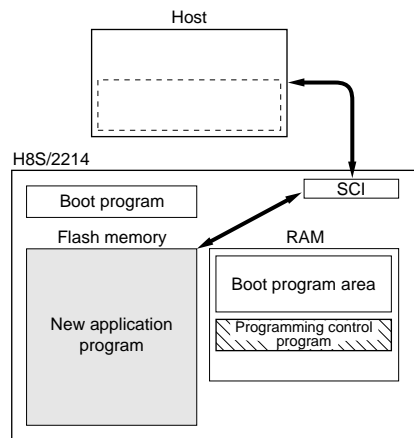 Host
H8S/2214
SCI
Boot program
Flash memory
RAM
Boot program area
New application
program
Programming control
program